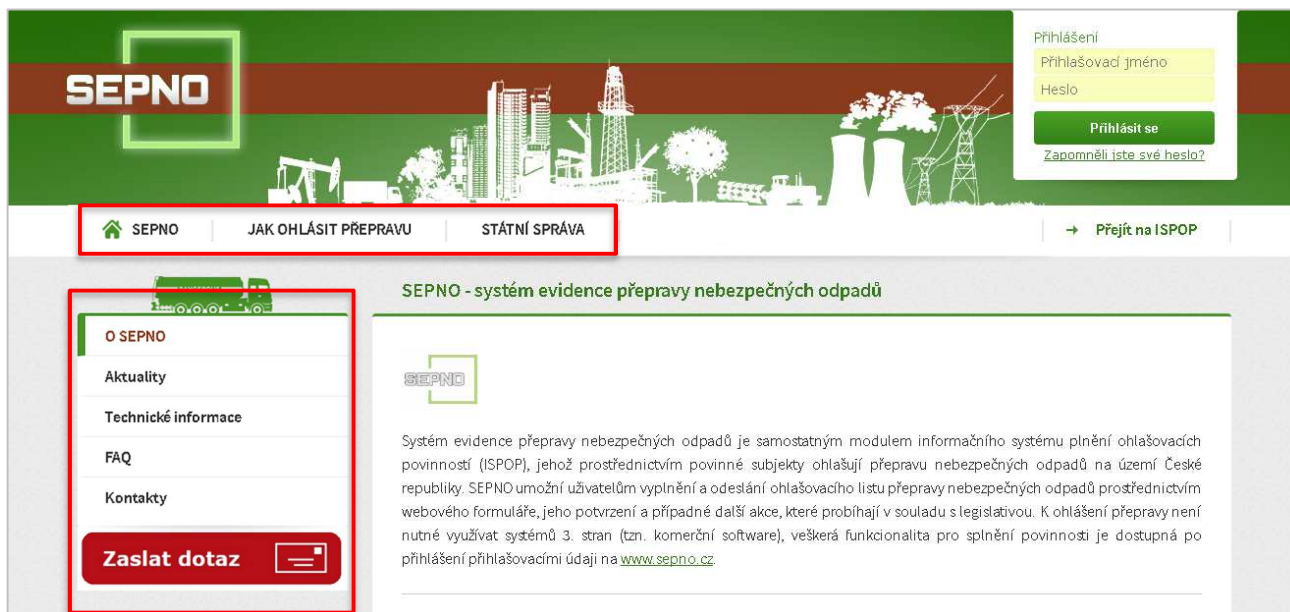 SEPNO
Přihlášení
Přihlašovací jméno
Heslo
Přihlásit se
Zapomněli jste své heslo?
SEPNO JAK OHLÁSIT PŘEPRAVU STÁTNÍ SPRÁVA
→ Přejít na ISPOP
O SEPNO
Aktuality
Technické informace
FAQ
Kontakty
Zaslat dotaz
SEPNO - systém evidence přepravy nebezpečných odpadů
SEPNO
Systém evidence přepravy nebezpečných odpadů je samostatným modulem informačního systému plnění ohlašovacích
povinností (ISPOP), jehož prostřednictvím povinné subjekty ohlašují přepravu nebezpečných odpadů na území České
republiky. SEPNO umožní uživatelům vyplnění a odeslání ohlašovacího listu přepravy nebezpečných odpadů prostřednictvím
webového formuláře, jeho potvrzení a případné další akce, které probíhají v souladu s legislativou. K ohlášení přepravy není
nutné využívat systémů 3. stran (tzn. komerční software), veškerá funkcionalita pro splnění povinnosti je dostupná po
přihlášení přihlašovacími údaji na www.sepno.cz.